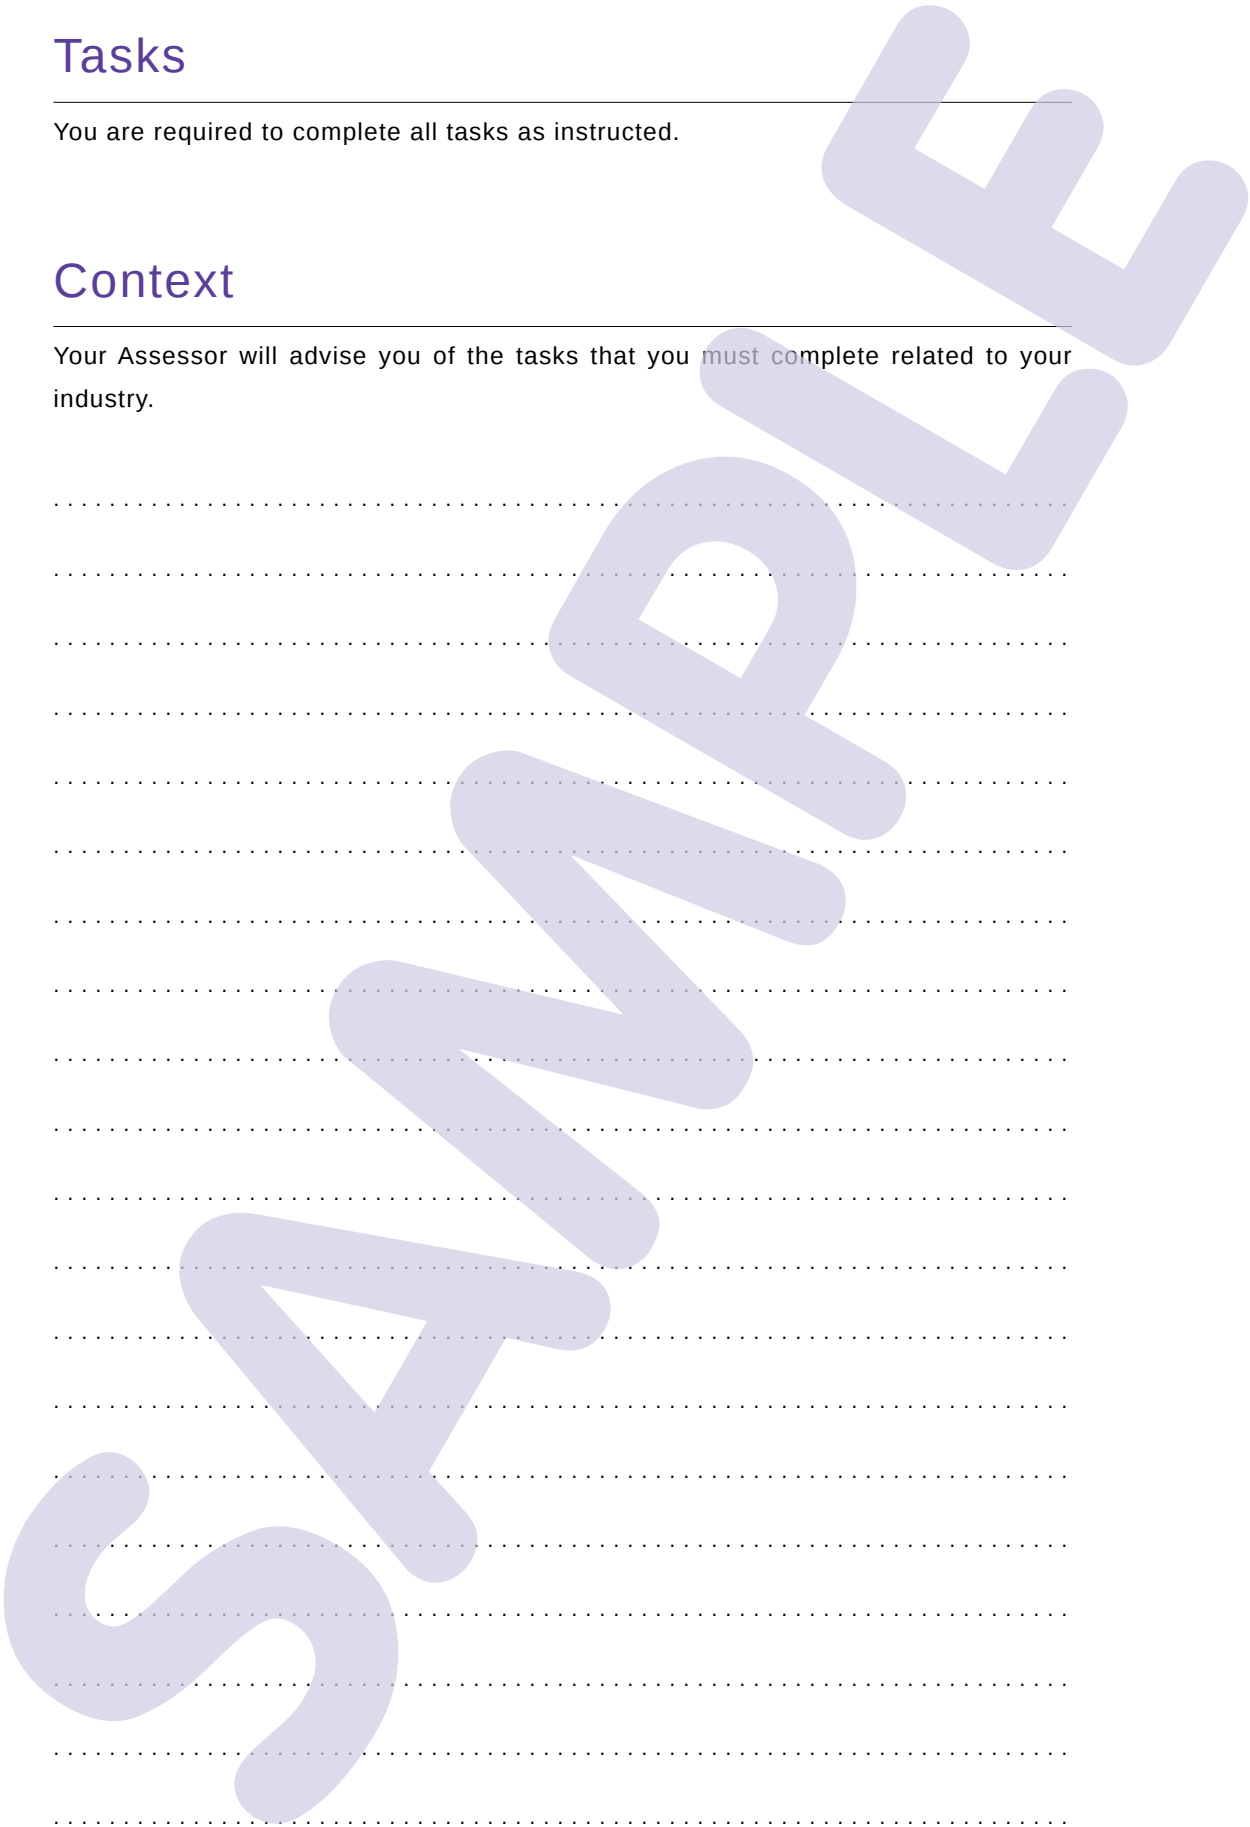 Tasks
You are required to complete all tasks as instructed.
Context
Your Assessor will advise you of the tasks that you must complete related to your
industry.
SAMPLE